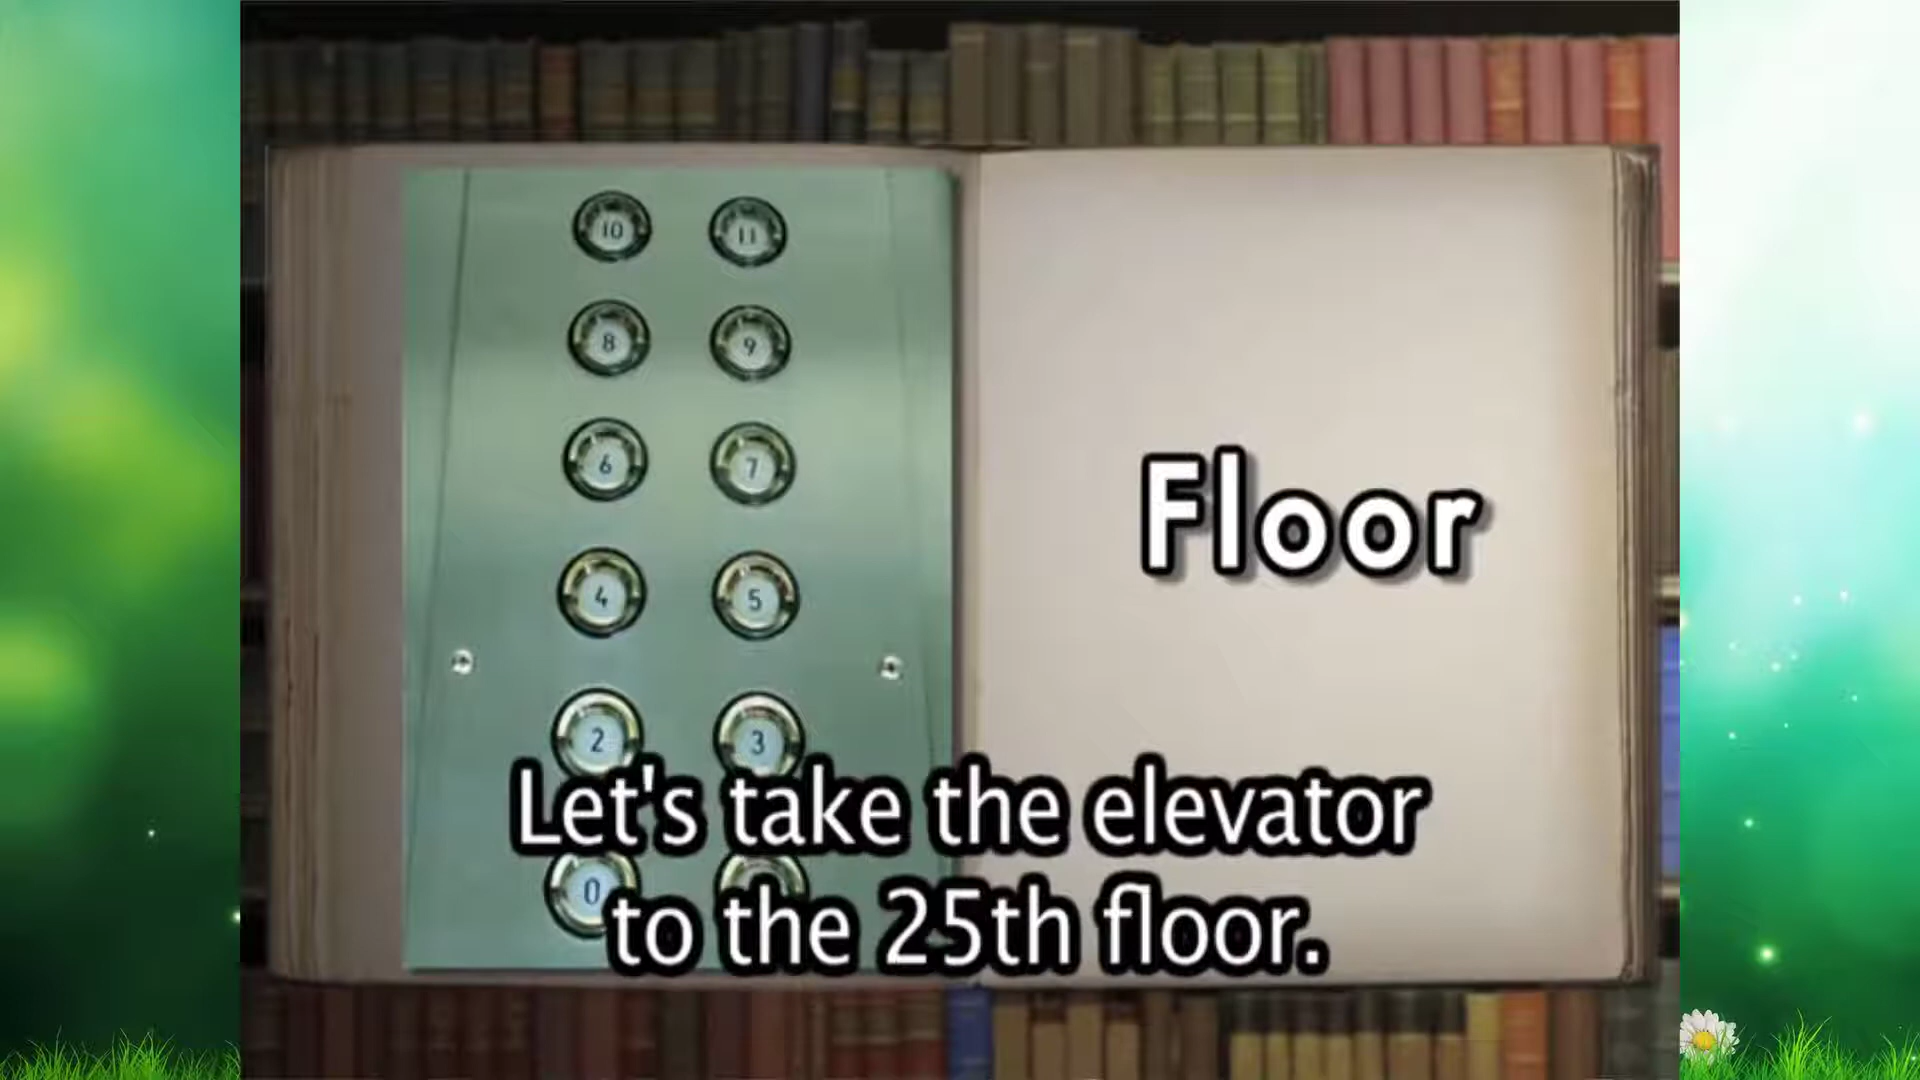 10 11
8 9
6 7
4 5
2 3
0
Floor
Let's take the elevator
to the 25th floor.